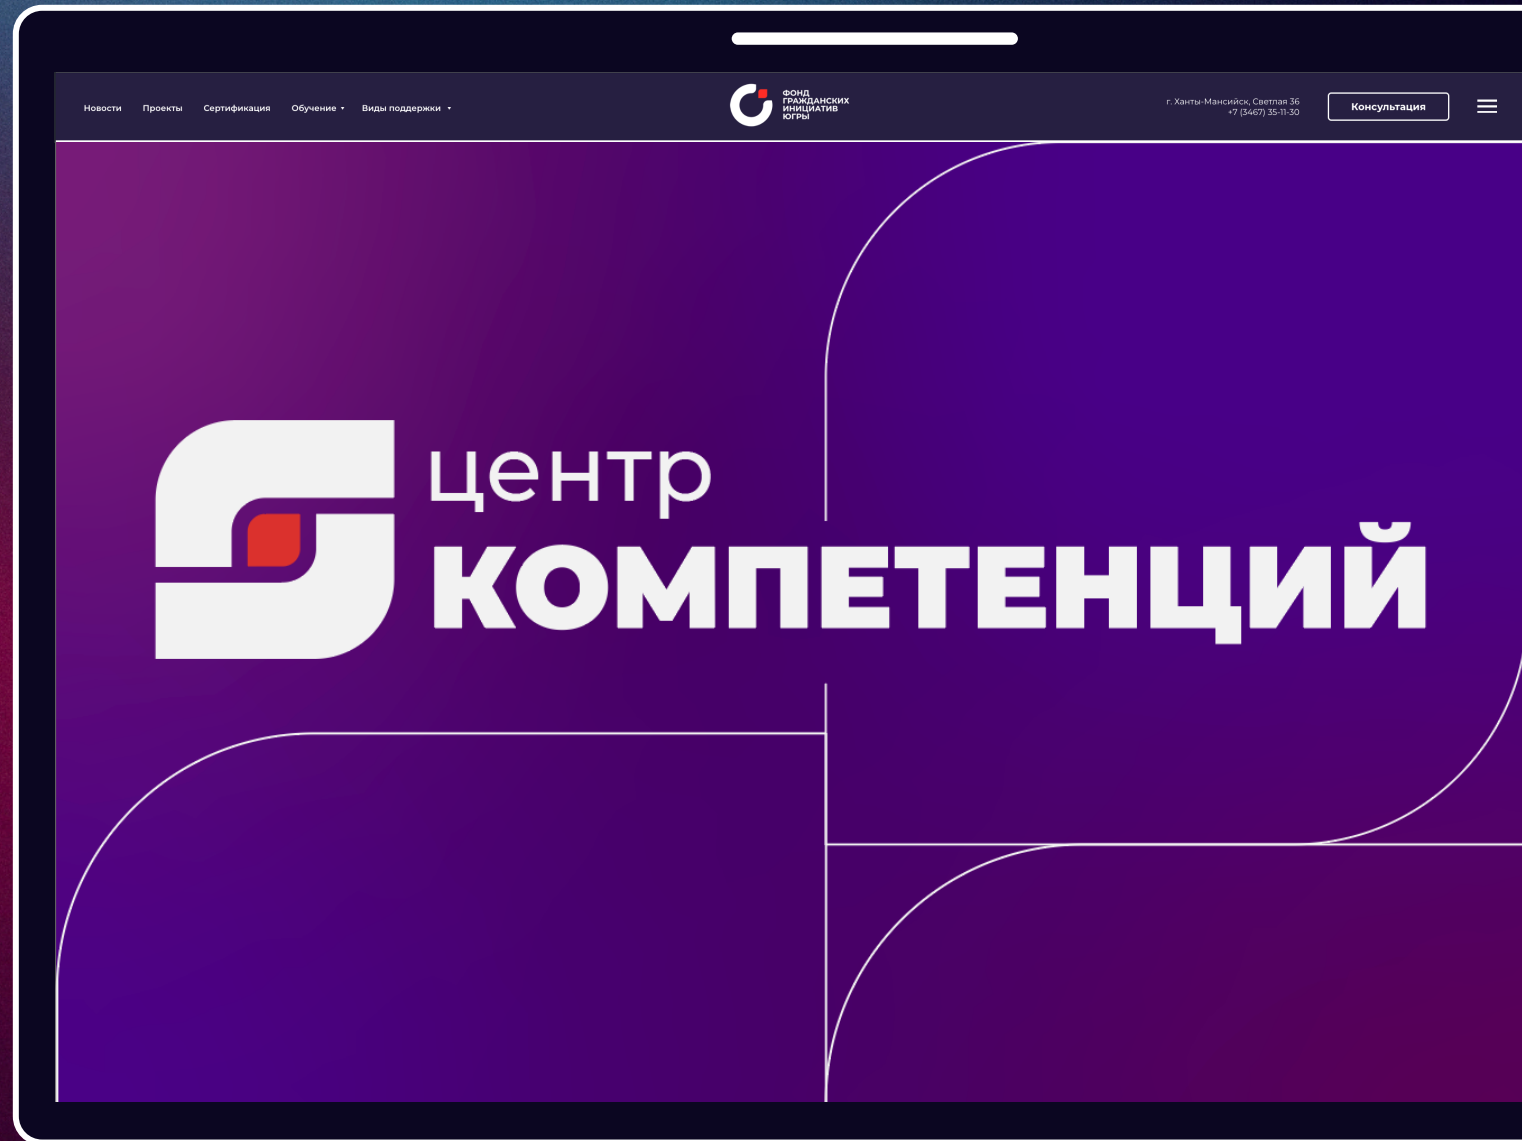 Новости Проекты Сертификация Обучение Виды поддержки
ФОНД
ГРАЖДАНСКИХ
ИНИЦИАТИВ
ЮГРЫ
г. Ханты-Мансийск, Светлая 36
+7 (3467) 35-11-30
Консультация
центр
КОМПЕТЕНЦИЙ